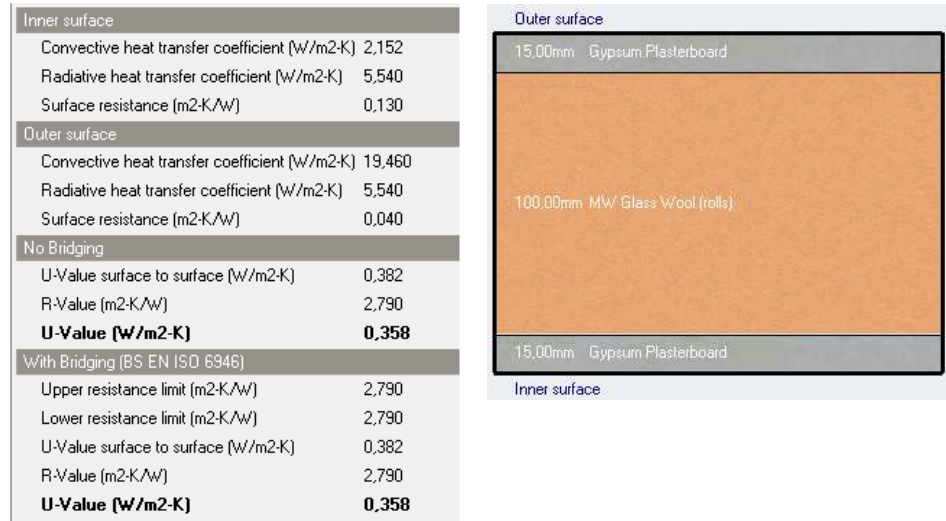 Inner surface
Convective heat transfer coefficient (W/m2-K) 2,152
Radiative heat transfer coefficient (W/m2-K) 5,540
Surface resistance (m2-K/W) 0,130
Outer surface
Convective heat transfer coefficient (W/m2-K) 19,460
Radiative heat transfer coefficient (W/m2-K) 5,540
Surface resistance (m2-K/W) 0,040
No Bridging
U-Value surface to surface (W/m2-K) 0,382
R-Value (m2-K/W) 2,790
U-Value (W/m2-K) 0,358
With Bridging (BS EN ISO 6946)
Upper resistance limit (m2-K/W) 2,790
Lower resistance limit (m2-K/W) 2,790
U-Value surface to surface (W/m2-K) 0,382
R-Value (m2-K/W) 2,790
U-Value (W/m2-K) 0,358
Outer surface
15,00mm Gypsum Plasterboard
100,00mm MW Glass Wool (rolls)
15,00mm Gypsum Plasterboard
Inner surface